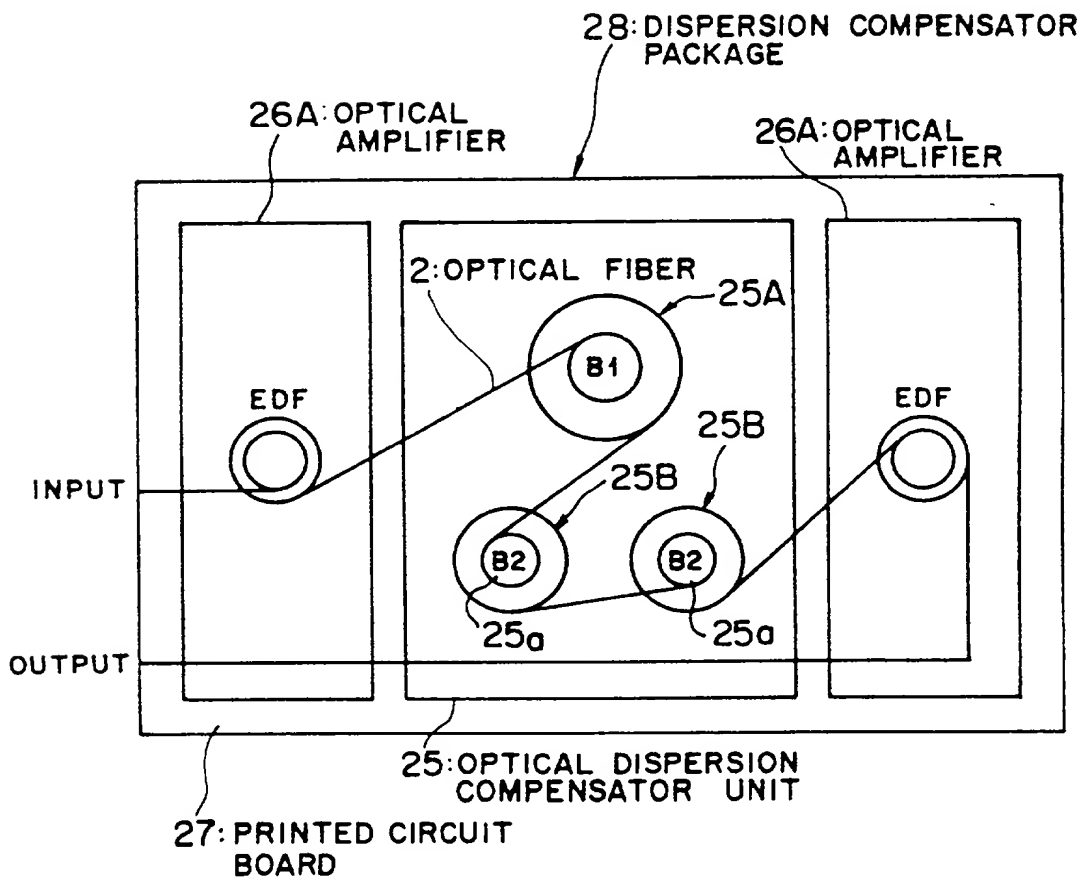 28: DISPERSION COMPENSATOR
PACKAGE
26A: OPTICAL
AMPLIFIER
26A: OPTICAL
AMPLIFIER
2: OPTICAL FIBER
25A
B1
EDF
EDF
25B
25B
INPUT
B2
B2
25a
25a
OUTPUT
25: OPTICAL DISPERSION
COMPENSATOR UNIT
27: PRINTED CIRCUIT
BOARD